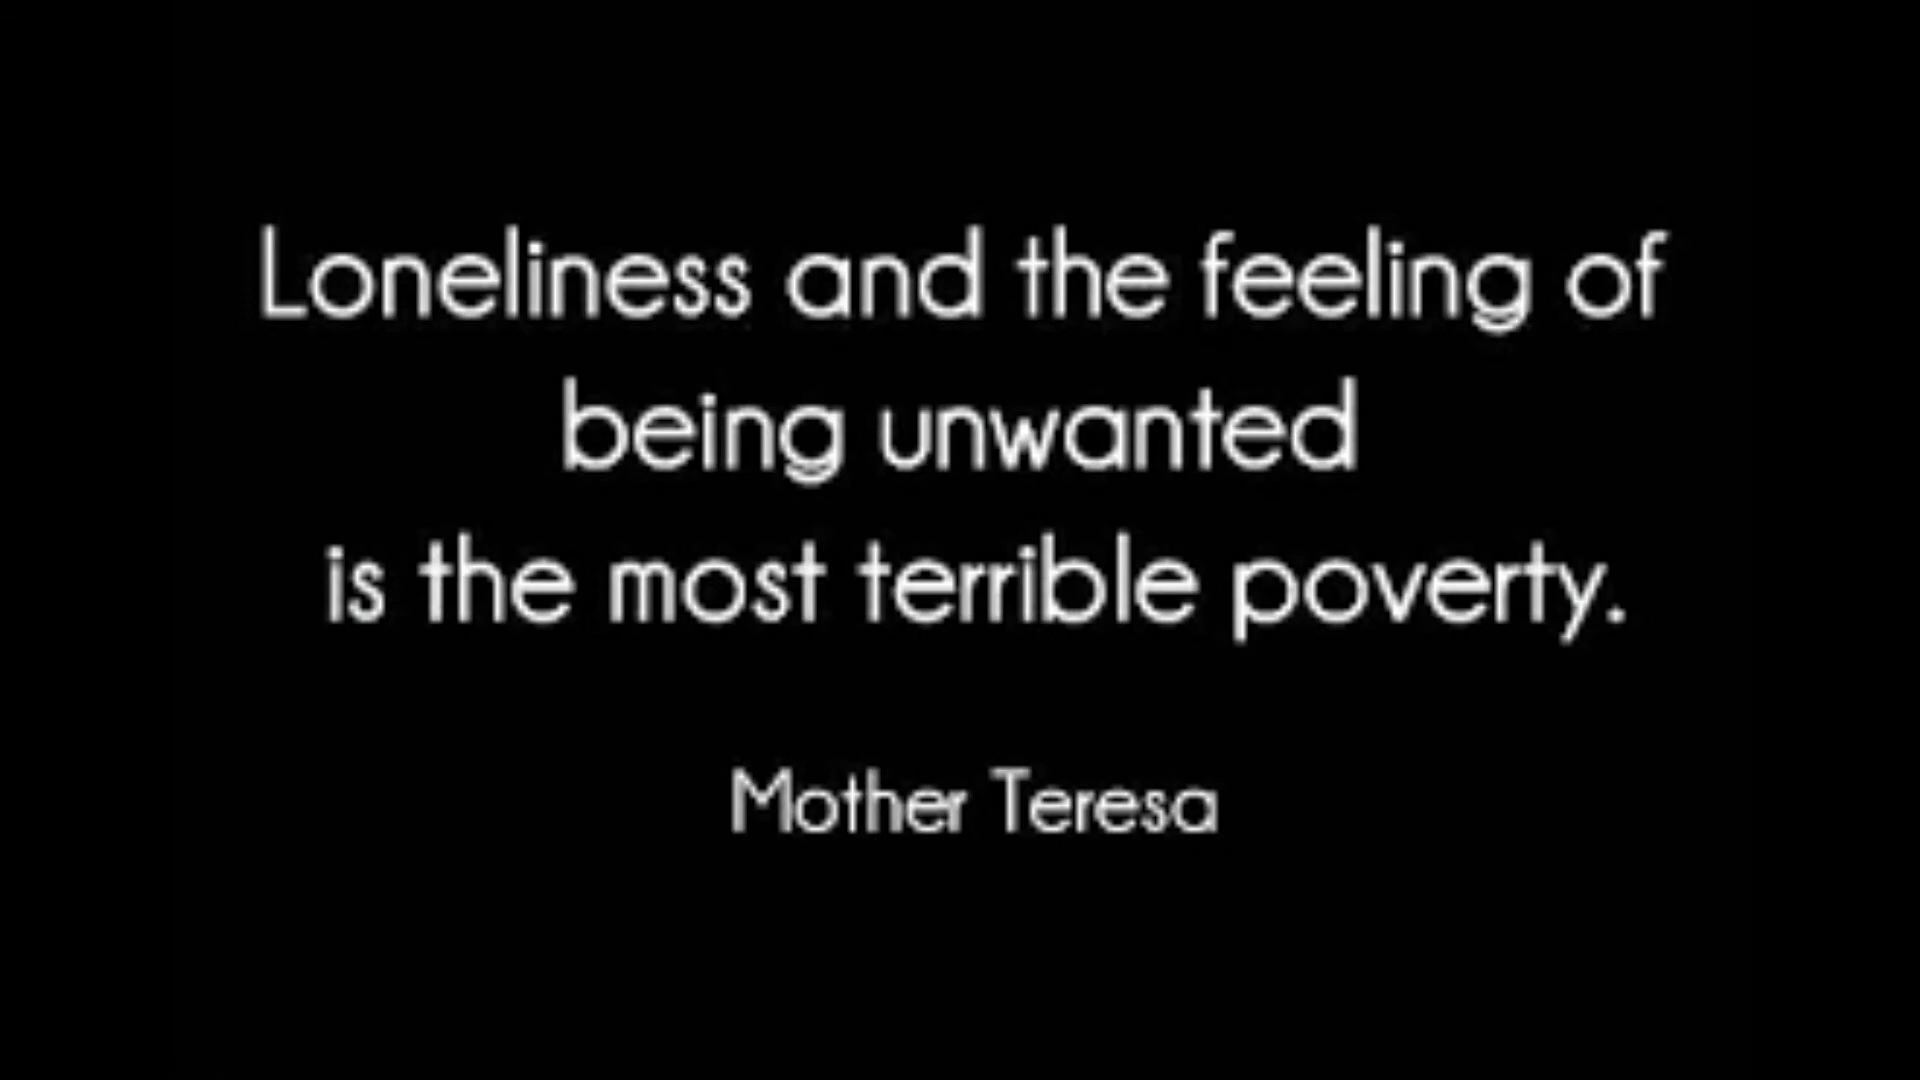 Loneliness and the feeling of
being unwanted
is the most terrible poverty.
Mother Teresa